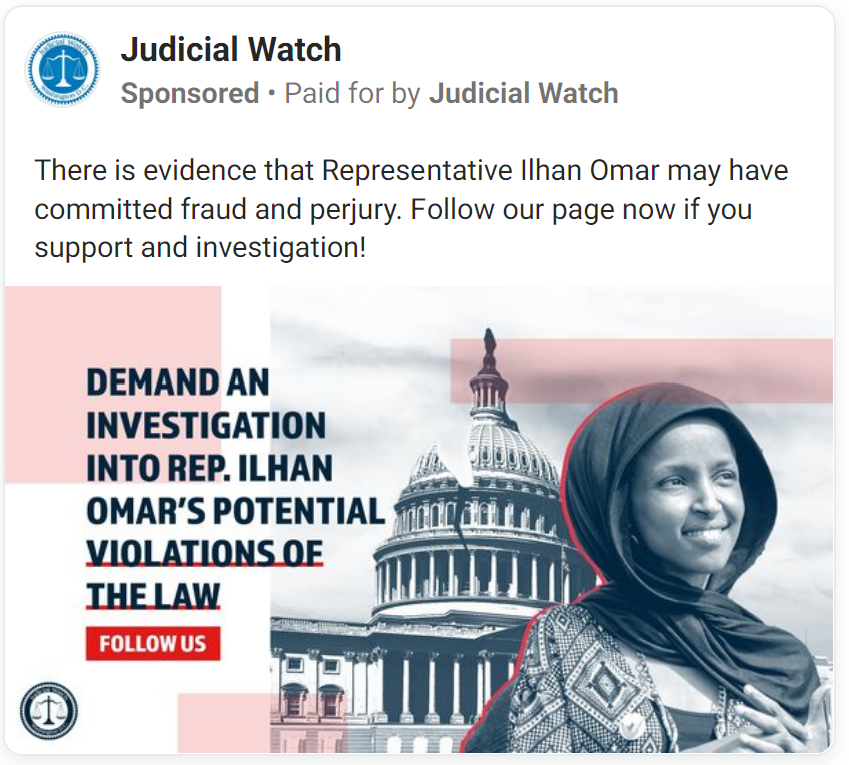 Judicial Watch
Sponsored • Paid for by Judicial Watch
There is evidence that Representative Ilhan Omar may have
committed fraud and perjury. Follow our page now if you
support and investigation!
DEMAND AN
INVESTIGATION
INTO REP. ILHAN
OMAR'S POTENTIAL
VIOLATIONS OF
THE LAW
FOLLOW US